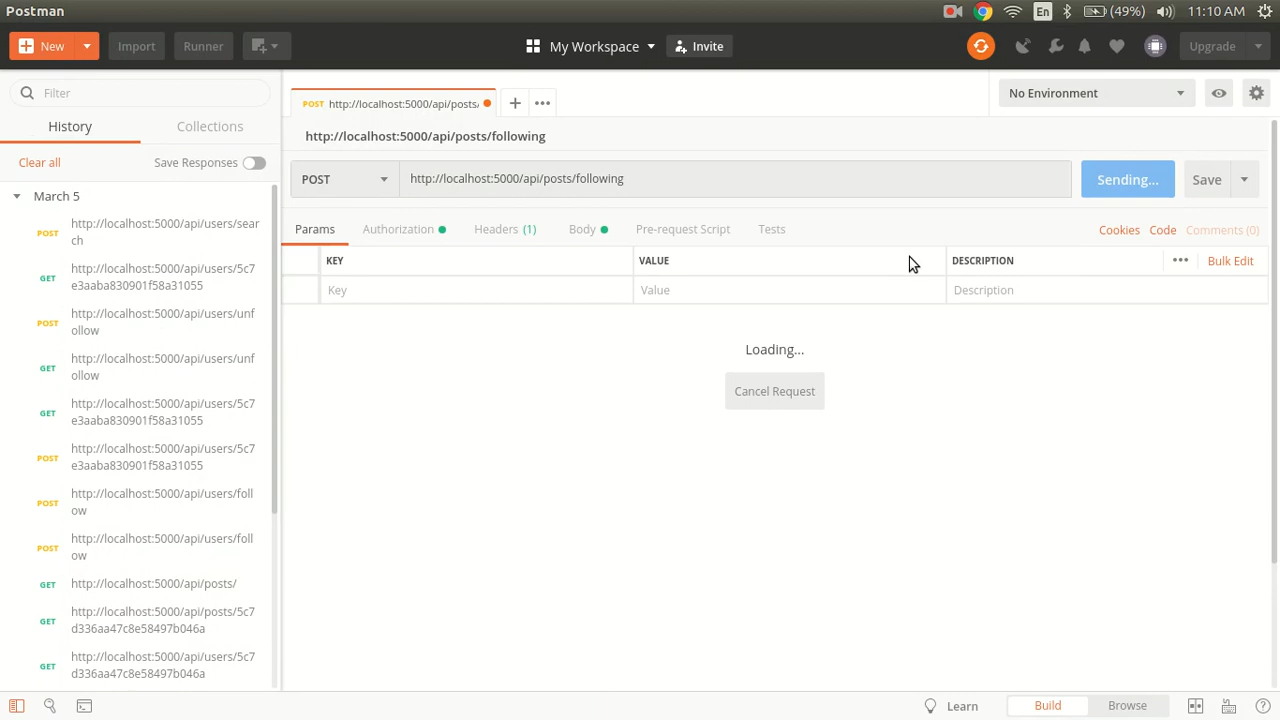 Postman
En
(49%)
11:10 AM
New
Import
Runner
My Workspace
Invite
Upgrade
Filter
History
Collections
Clear all
Save Responses
March 5
POST
http://localhost:5000/api/users/sear
ch
GET
http://localhost:5000/api/users/5c7
e3aaba830901f58a31055
POST
http://localhost:5000/api/users/unf
ollow
GET
http://localhost:5000/api/users/unf
ollow
GET
http://localhost:5000/api/users/5c7
e3aaba830901f58a31055
POST
http://localhost:5000/api/users/5c7
e3aaba830901f58a31055
POST
http://localhost:5000/api/users/foll
ow
POST
http://localhost:5000/api/users/foll
ow
GET
http://localhost:5000/api/posts/
GET
http://localhost:5000/api/posts/5c7
d336aa47c8e58497b046a
GET
http://localhost:5000/api/users/5c7
d336aa47c8e58497b046a
POST
http://localhost:5000/api/posts/
No Environment
http://localhost:5000/api/posts/following
POST
http://localhost:5000/api/posts/following
Sending...
Save
Params
Authorization
Headers (1)
Body
Pre-request Script
Tests
Cookies
Code
Comments (0)
KEY
VALUE
DESCRIPTION
Bulk Edit
Key
Value
Description
Loading...
Cancel Request
Learn
Build
Browse